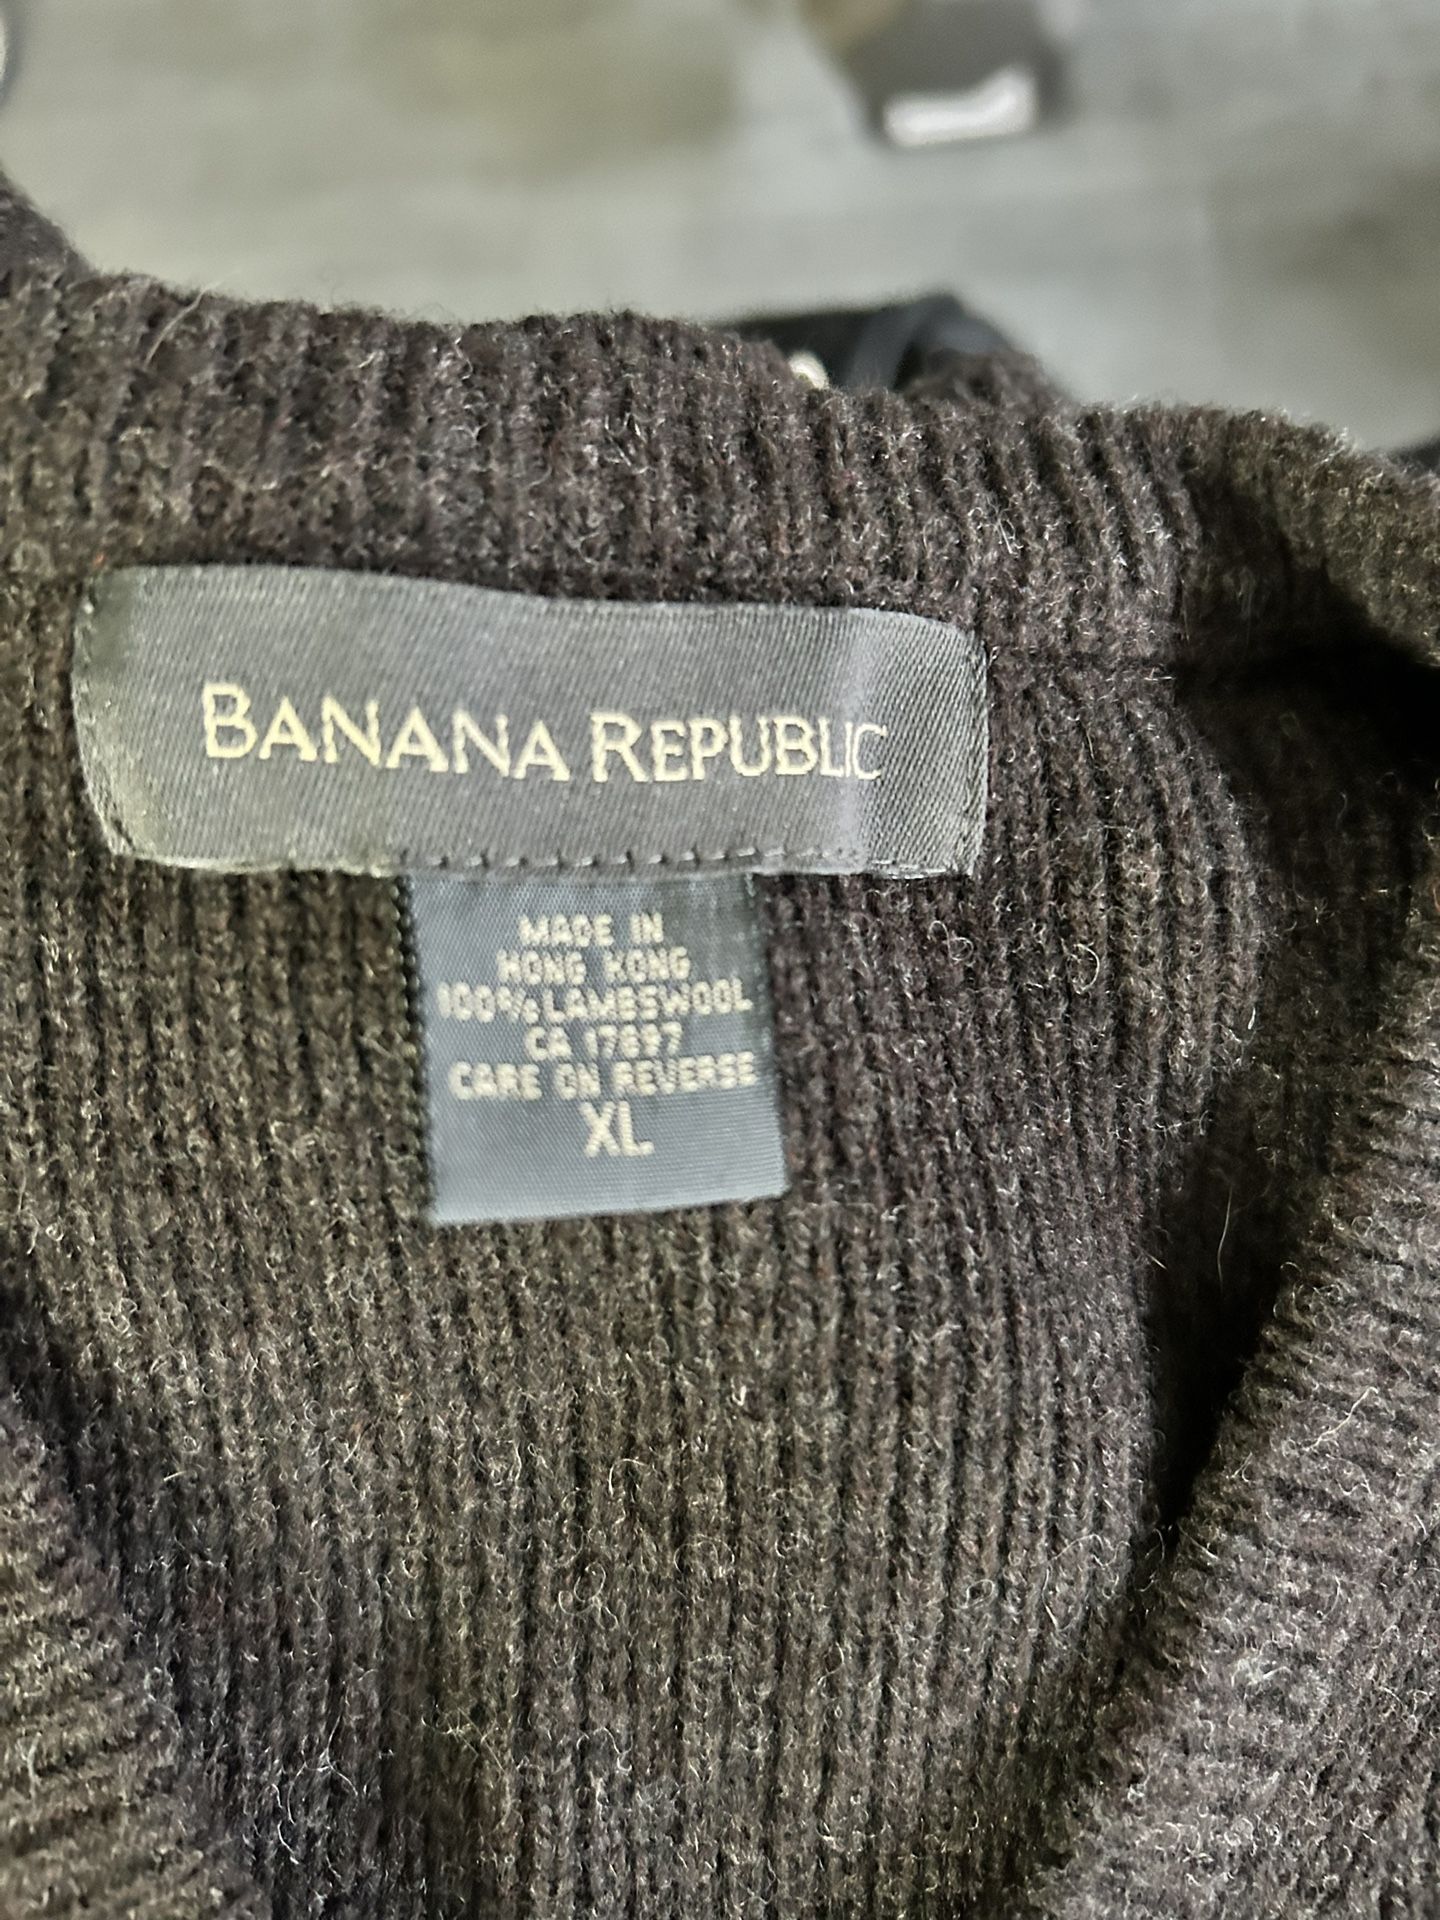 BANANA REPUBLIC
MADE IN
HONG KONG
100% LAMBSWOOL
CA 17897
CARE ON REVERSE
XL